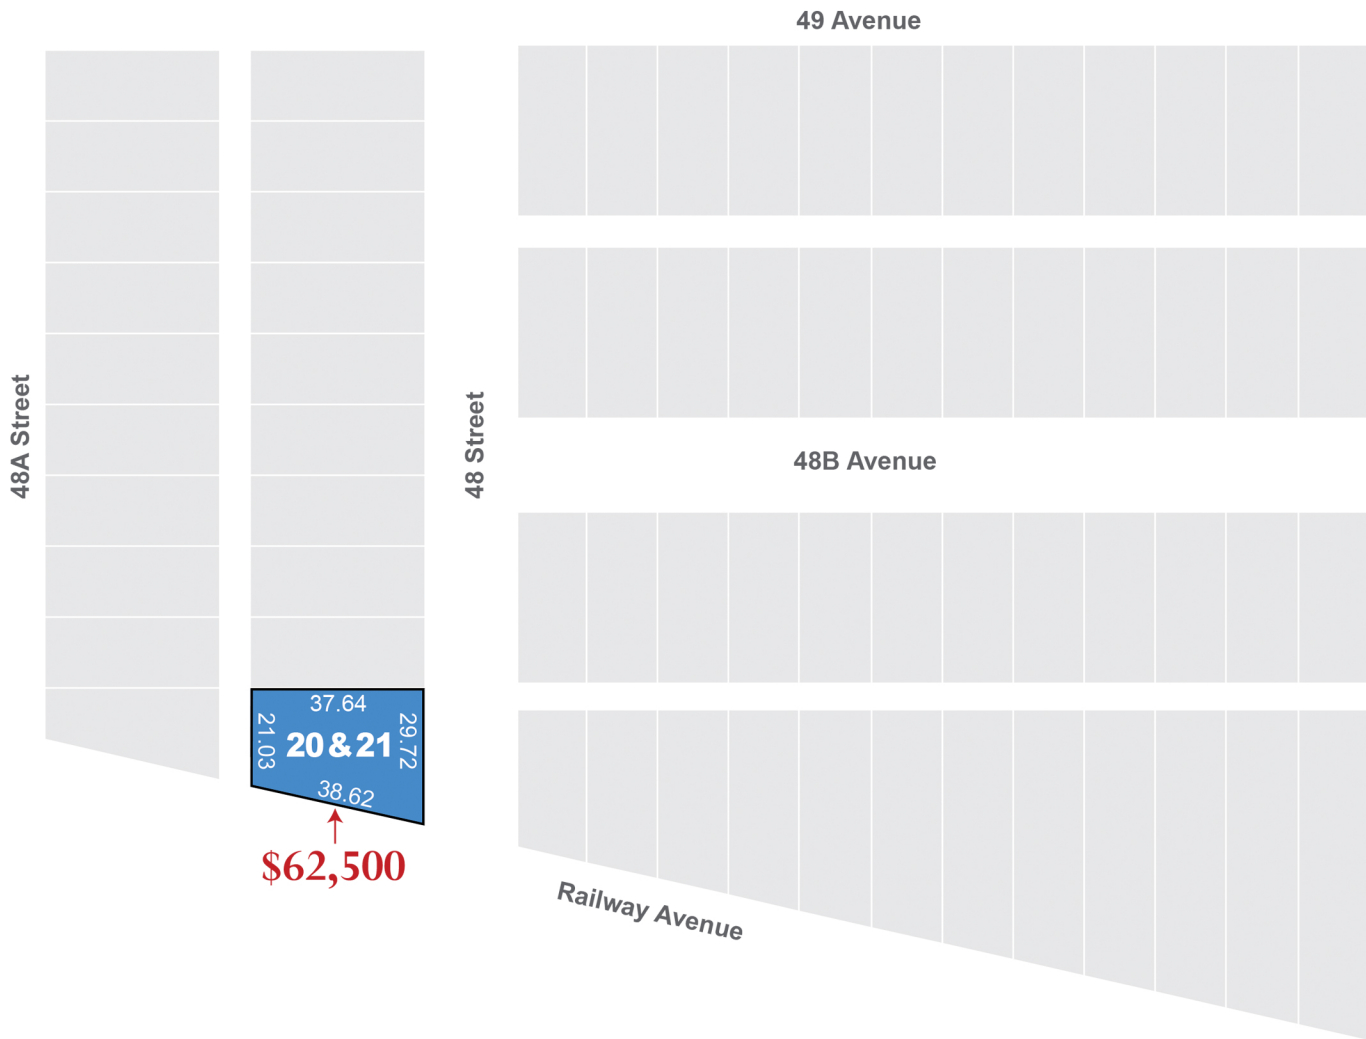 49 Avenue
48A Street
48 Street
48B Avenue
37.64
21.03
20 & 21
29.72
38.62
$62,500
Railway Avenue